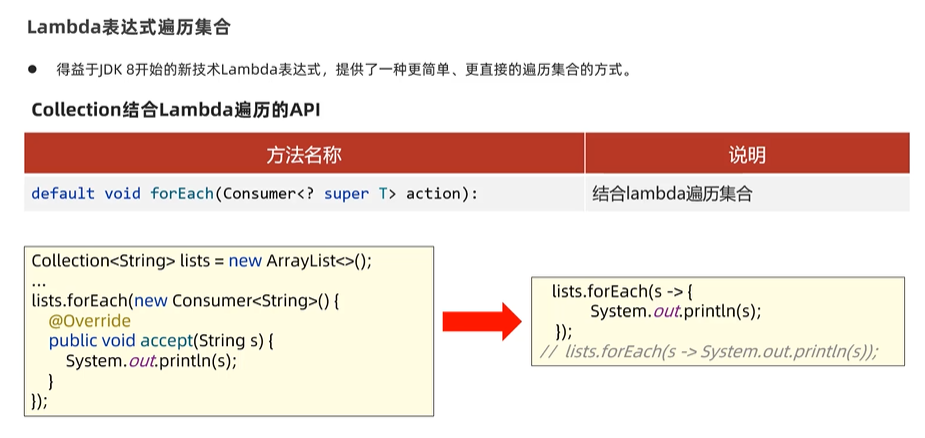 Lambda表达式遍历集合
● 得益于JDK 8开始的新技术Lambda表达式，提供了一种更简单、更直接的遍历集合的方式。
Collection结合Lambda遍历的API
方法名称 说明
default void forEach(Consumer<? super T> action): 结合lambda遍历集合
Collection<String> lists = new ArrayList<>();
...
lists.forEach(new Consumer<String>() {
@Override
public void accept(String s) {
System.out.println(s);
}
});
lists.forEach(s -> {
System.out.println(s);
});
// lists.forEach(s -> System.out.println(s));